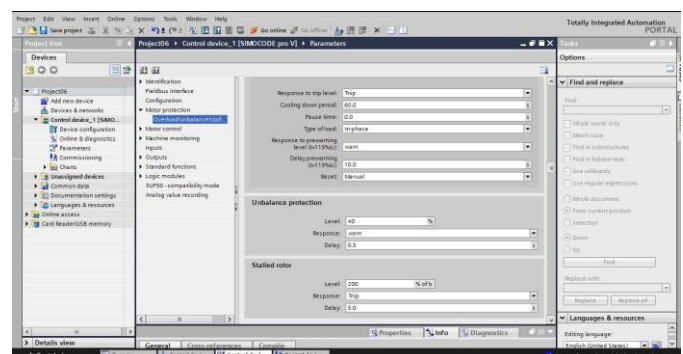 Project Edit View Insert Online Options Tools Window Help
Totally Integrated Automation
PORTAL
Save project
Go online
Go offline
Project tree
Project06 Control device_1 [SIMOCODE pro V] Parameters
Tasks
Devices
Options
Project06
Add new device
Devices & networks
Control device_1 [SIMO...
Device configuration
Online & diagnostics
Parameters
Commissioning
Charts
Unassigned devices
Common data
Documentation settings
Languages & resources
Online access
Card Reader/USB memory
Identification
Fieldbus interface
Configuration
Motor protection
Overload/unbalance/stall...
Motor control
Machine monitoring
Inputs
Outputs
Standard functions
Logic modules
3UF50 - compatibility mode
Analog value recording
Response to trip level: Trip
Cooling down period: 60.0 s
Pause time: 0.0 s
Type of load: tri-phase
Response to prewarning
level (I>115%Is): warn
Delay prewarning
(I>115%Is): 10.0 s
Reset: Manual
Unbalance protection
Level: 40 %
Response: warn
Delay: 0.5 s
Stalled rotor
Level: 200 % of Is
Response: Trip
Delay: 5.0 s
Find and replace
Find:
Whole words only
Match case
Find in substructures
Find in hidden texts
Use wildcards
Use regular expressions
Whole document
From current position
Selection
Down
Up
Find
Replace with:
Replace Replace all
Languages & resources
Editing language:
English (United States)
Properties Info Diagnostics
Details view
General Cross-references Compile